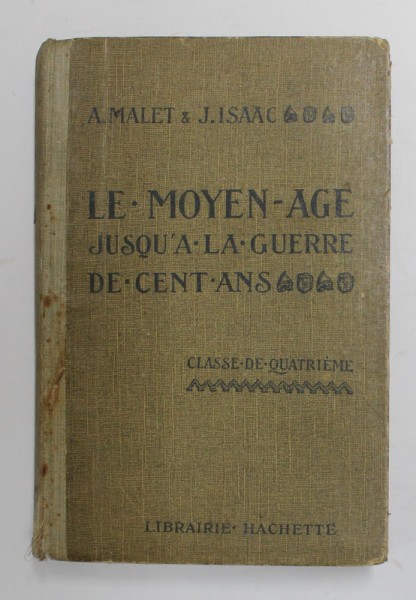 A. MALET & J. ISAAC
LE·MOYEN-AGE
JUSQU'A·LA·GUERRE
DE·CENT·ANS
CLASSE·DE·QUATRIÈME
LIBRAIRIE·HACHETTE